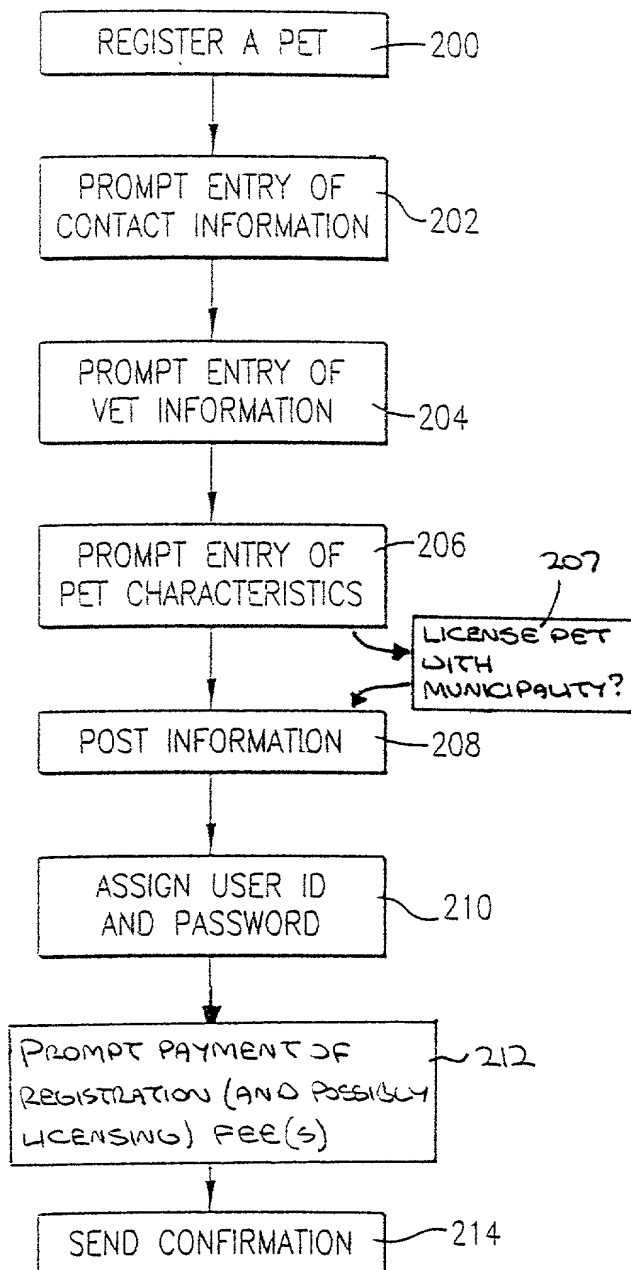 REGISTER A PET
200
PROMPT ENTRY OF
CONTACT INFORMATION
202
PROMPT ENTRY OF
VET INFORMATION
204
PROMPT ENTRY OF
PET CHARACTERISTICS
206
207
LICENSE PET
WITH
MUNICIPALITY?
POST INFORMATION
208
ASSIGN USER ID
AND PASSWORD
210
PROMPT PAYMENT OF
REGISTRATION (AND POSSIBLY
LICENSING) FEE(S)
212
SEND CONFIRMATION
214